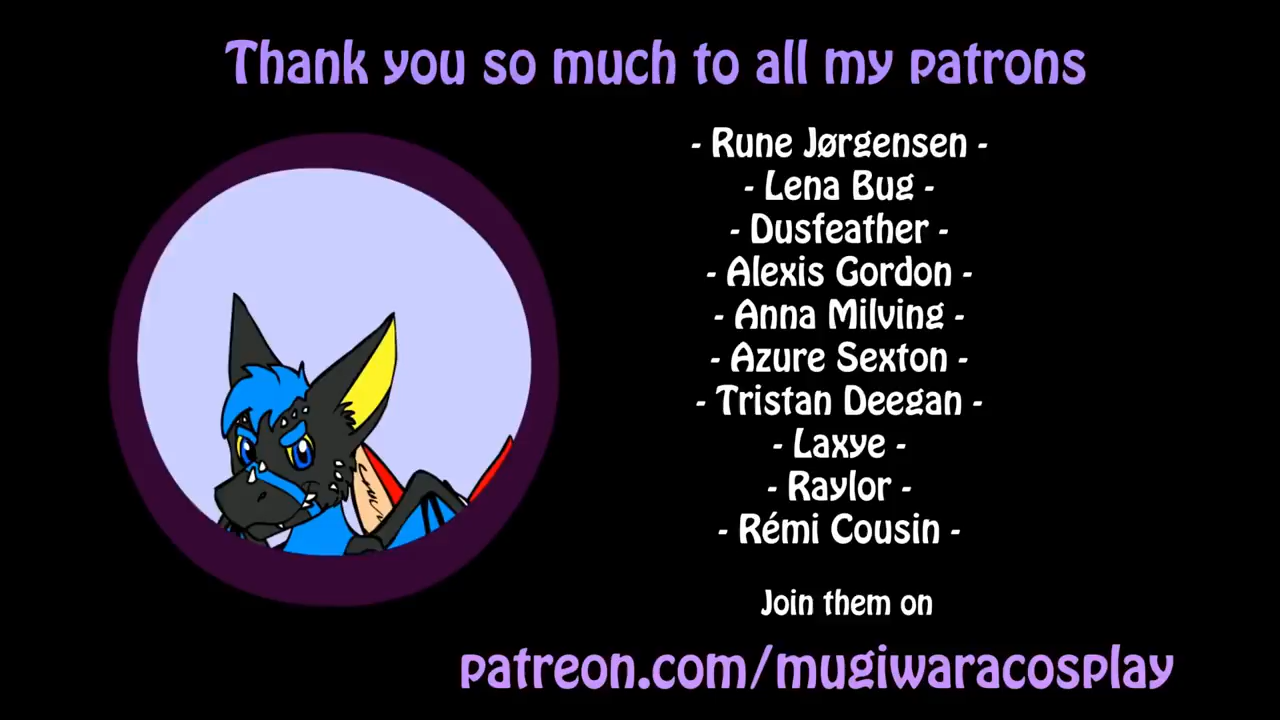 Thank you so much to all my patrons
- Rune Jørgensen -
- Lena Bug -
- Dusfeather -
- Alexis Gordon -
- Anna Milving -
- Azure Sexton -
- Tristan Deegan -
- Laxye -
- Raylor -
- Rémi Cousin -
Join them on
patreon.com/mugiwaracosplay